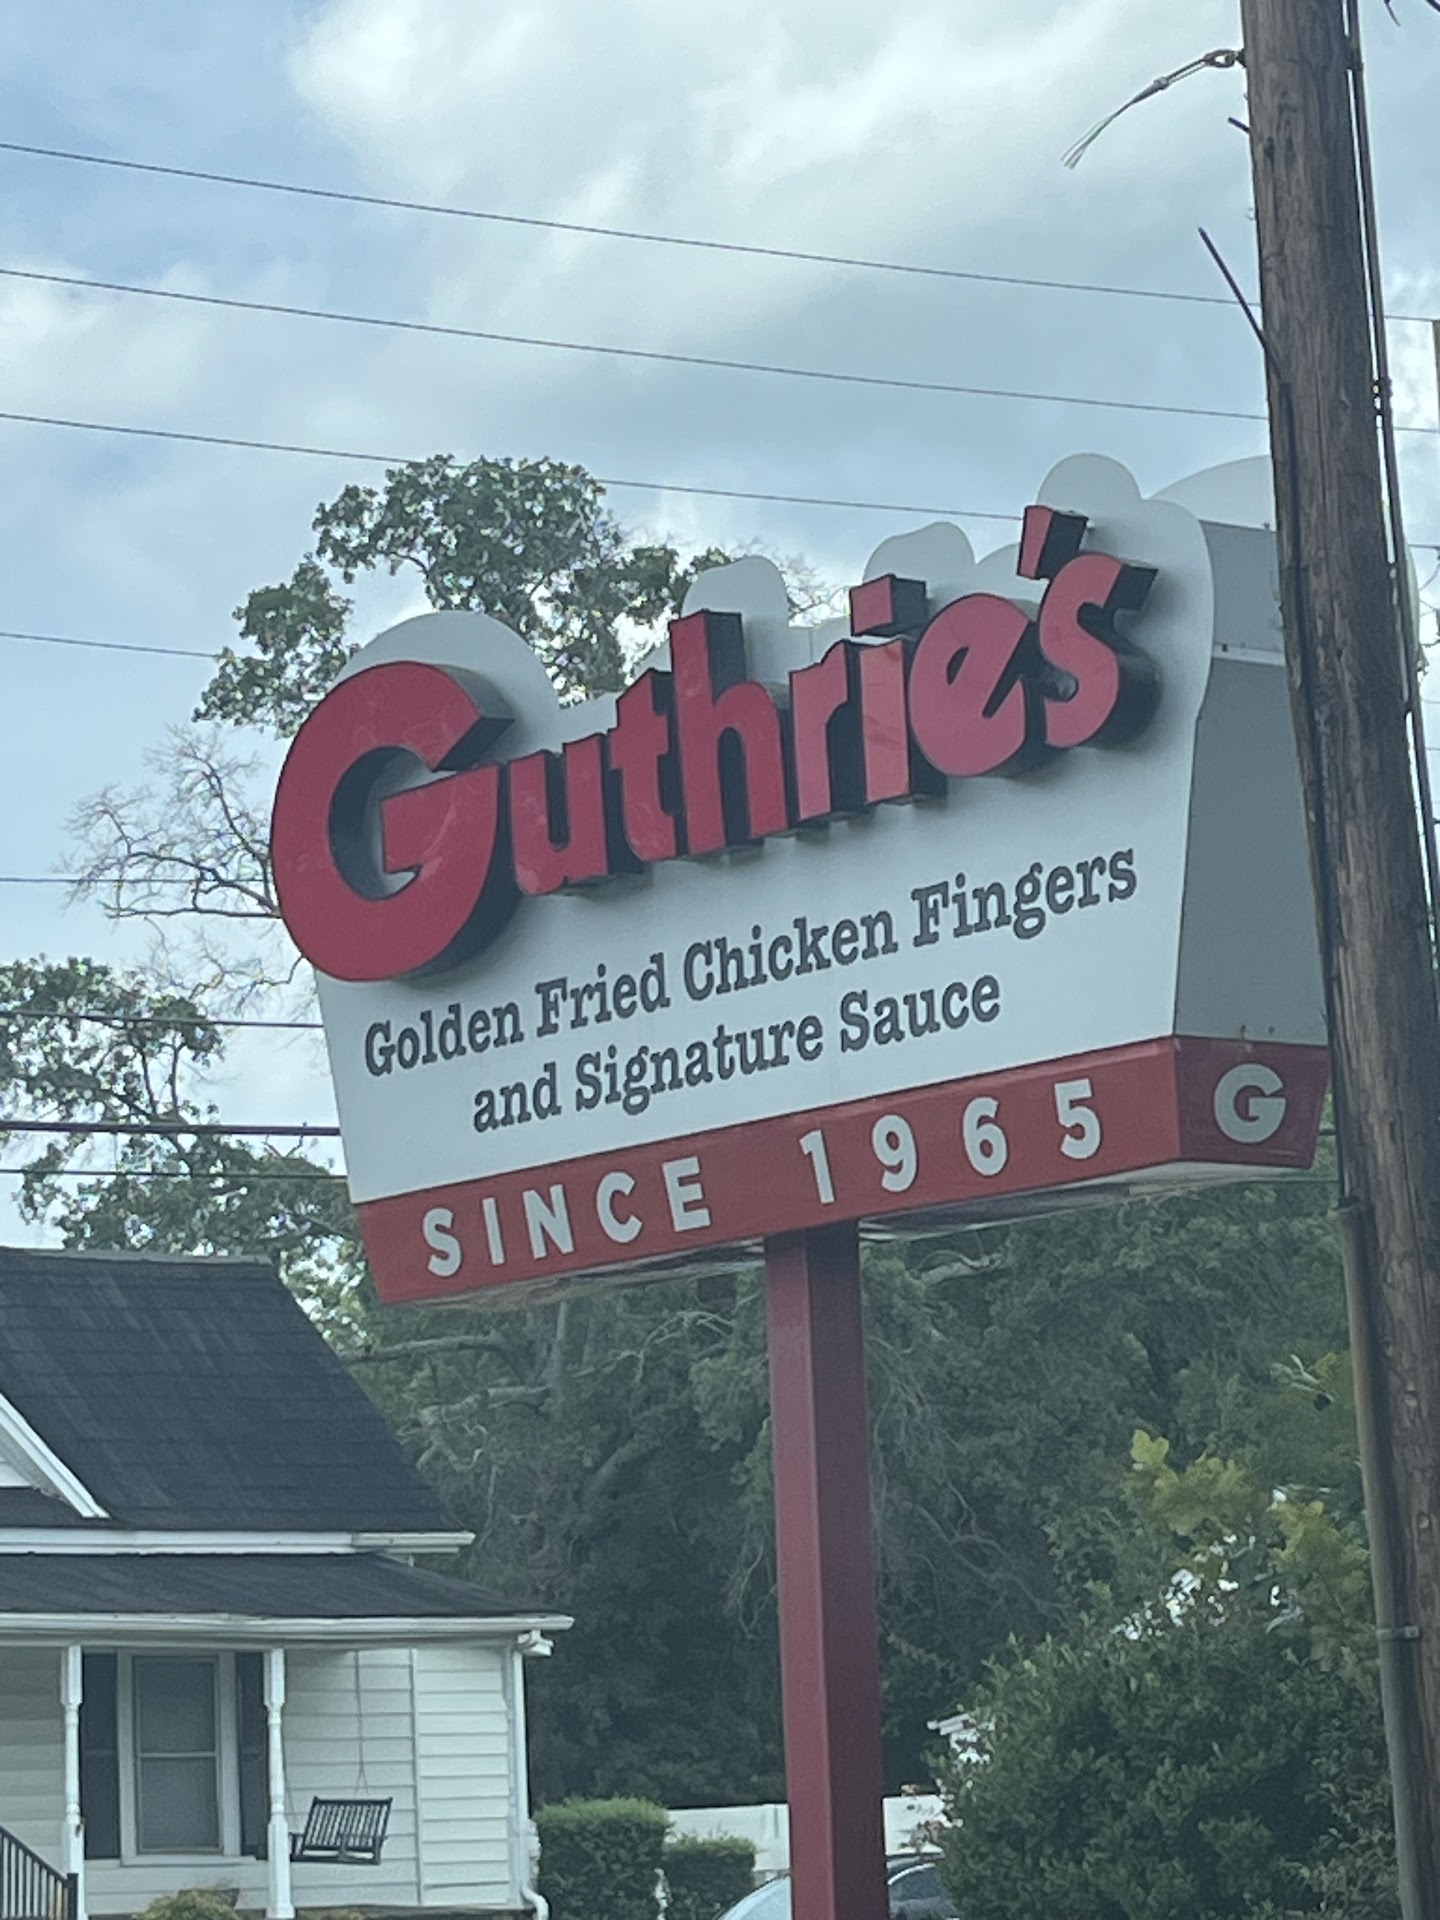 Guthrie's
Golden Fried Chicken Fingers
and Signature Sauce
SINCE 1965
G